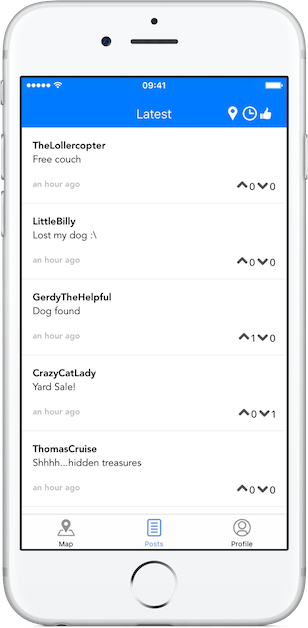 09:41
Latest
TheLollercopter
Free couch
an hour ago 0 0
LittleBilly
Lost my dog :\
an hour ago 0 0
GerdyTheHelpful
Dog found
an hour ago 1 0
CrazyCatLady
Yard Sale!
an hour ago 0 1
ThomasCruise
Shhhh...hidden treasures
an hour ago 0 0
Map Posts Profile